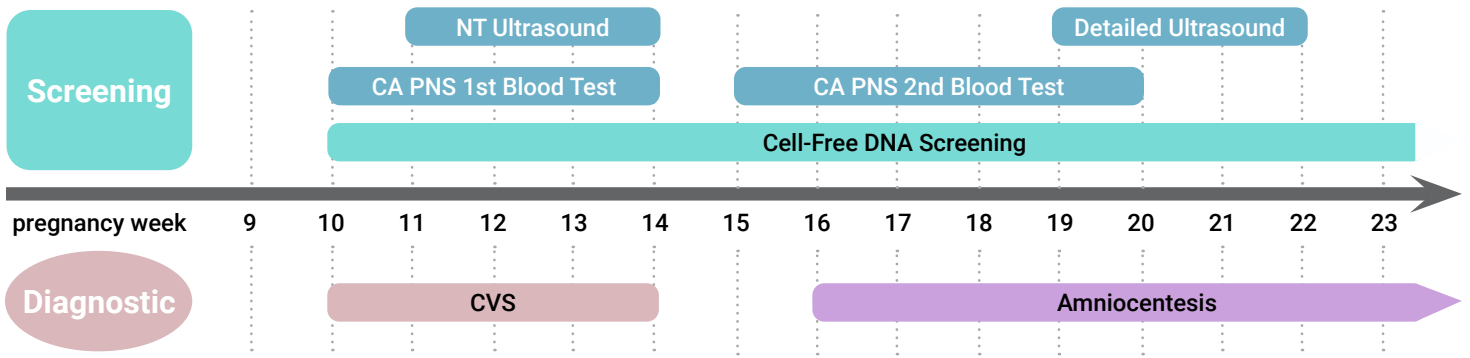 NT Ultrasound
Detailed Ultrasound
Screening
CA PNS 1st Blood Test
CA PNS 2nd Blood Test
Cell-Free DNA Screening
pregnancy week 9 10 11 12 13 14 15 16 17 18 19 20 21 22 23
Diagnostic
CVS
Amniocentesis